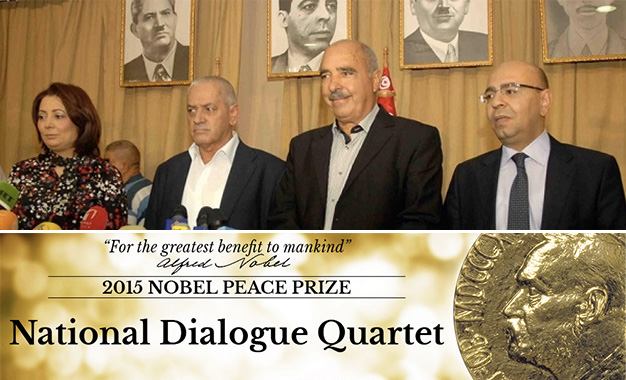 “For the greatest benefit to mankind”
Alfred Nobel
2015 NOBEL PEACE PRIZE
National Dialogue Quartet